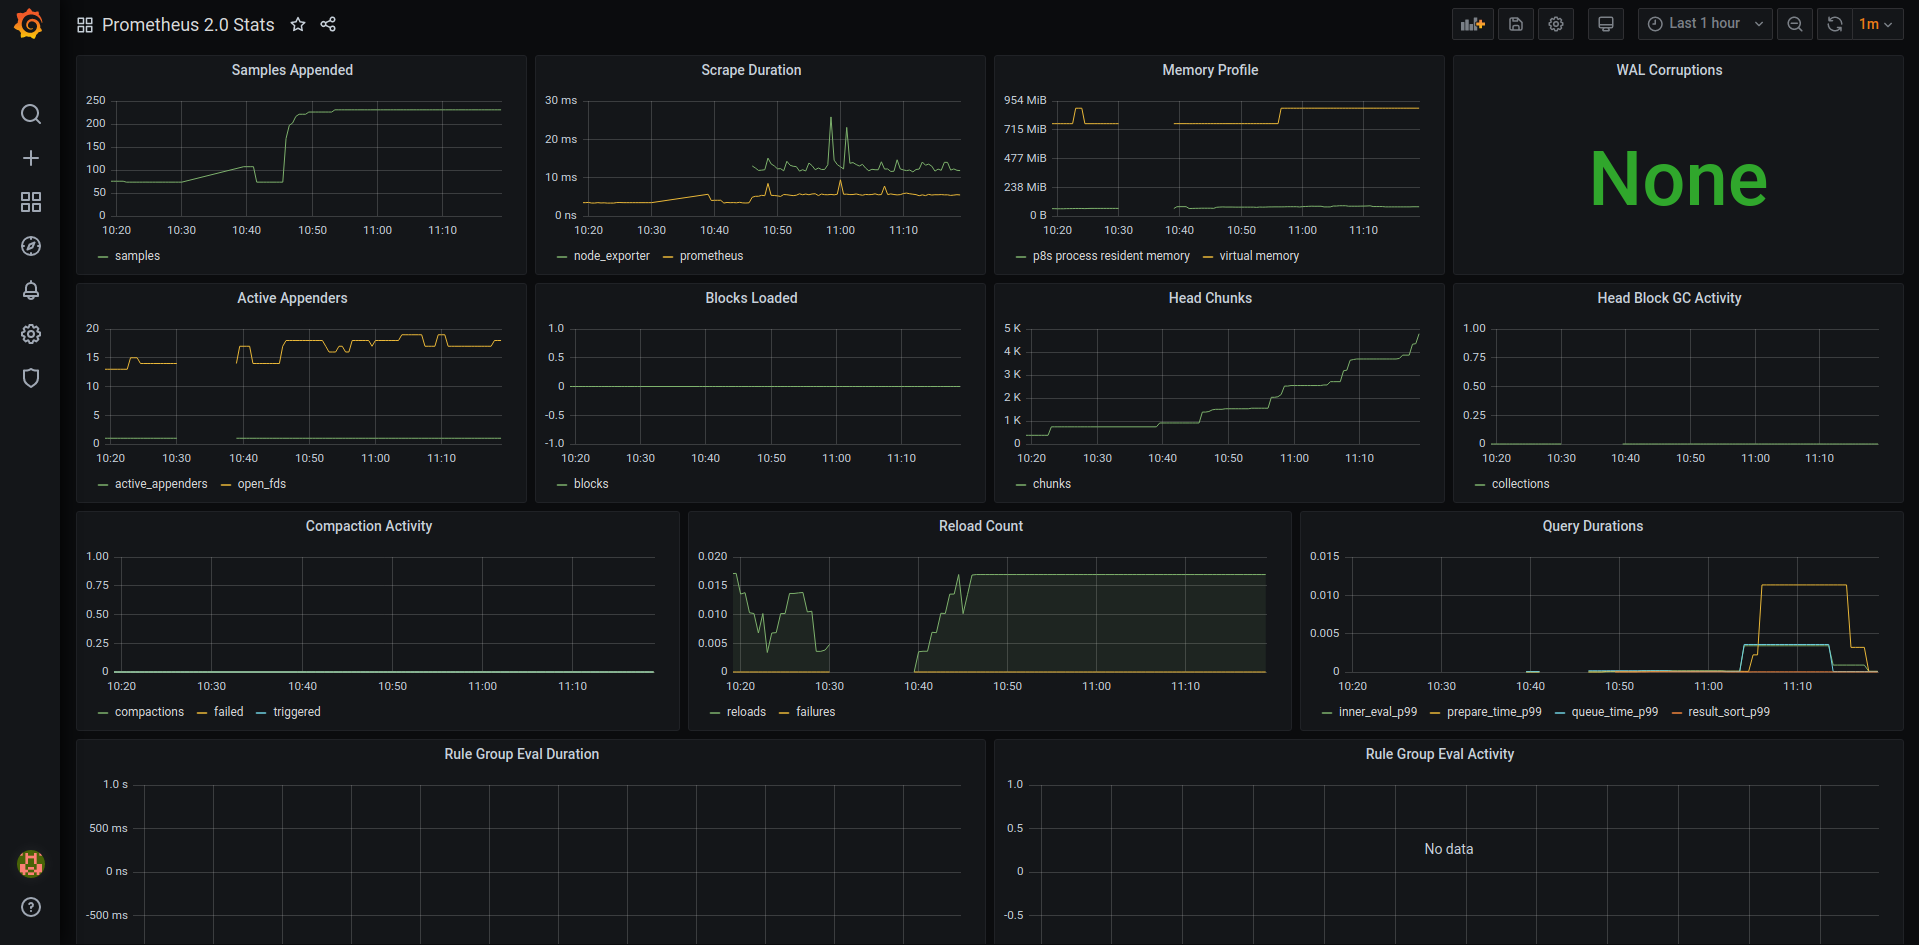 Prometheus 2.0 Stats
Last 1 hour
1m
Samples Appended
250
200
150
100
50
0
10:20 10:30 10:40 10:50 11:00 11:10
samples
Scrape Duration
30 ms
20 ms
10 ms
0 ns
10:20 10:30 10:40 10:50 11:00 11:10
node_exporter prometheus
Memory Profile
954 MiB
715 MiB
477 MiB
238 MiB
0 B
10:20 10:30 10:40 10:50 11:00 11:10
p8s process resident memory virtual memory
WAL Corruptions
None
Active Appenders
20
15
10
5
0
10:20 10:30 10:40 10:50 11:00 11:10
active_appenders open_fds
Blocks Loaded
1.0
0.5
0
-0.5
-1.0
10:20 10:30 10:40 10:50 11:00 11:10
blocks
Head Chunks
5 K
4 K
3 K
2 K
1 K
0
10:20 10:30 10:40 10:50 11:00 11:10
chunks
Head Block GC Activity
1.00
0.75
0.50
0.25
0
10:20 10:30 10:40 10:50 11:00 11:10
collections
Compaction Activity
1.00
0.75
0.50
0.25
0
10:20 10:30 10:40 10:50 11:00 11:10
compactions failed triggered
Reload Count
0.020
0.015
0.010
0.005
0
10:20 10:30 10:40 10:50 11:00 11:10
reloads failures
Query Durations
0.015
0.010
0.005
0
10:20 10:30 10:40 10:50 11:00 11:10
inner_eval_p99 prepare_time_p99 queue_time_p99 result_sort_p99
Rule Group Eval Duration
1.0 s
500 ms
0 ns
-500 ms
Rule Group Eval Activity
1.0
0.5
No data
0
-0.5